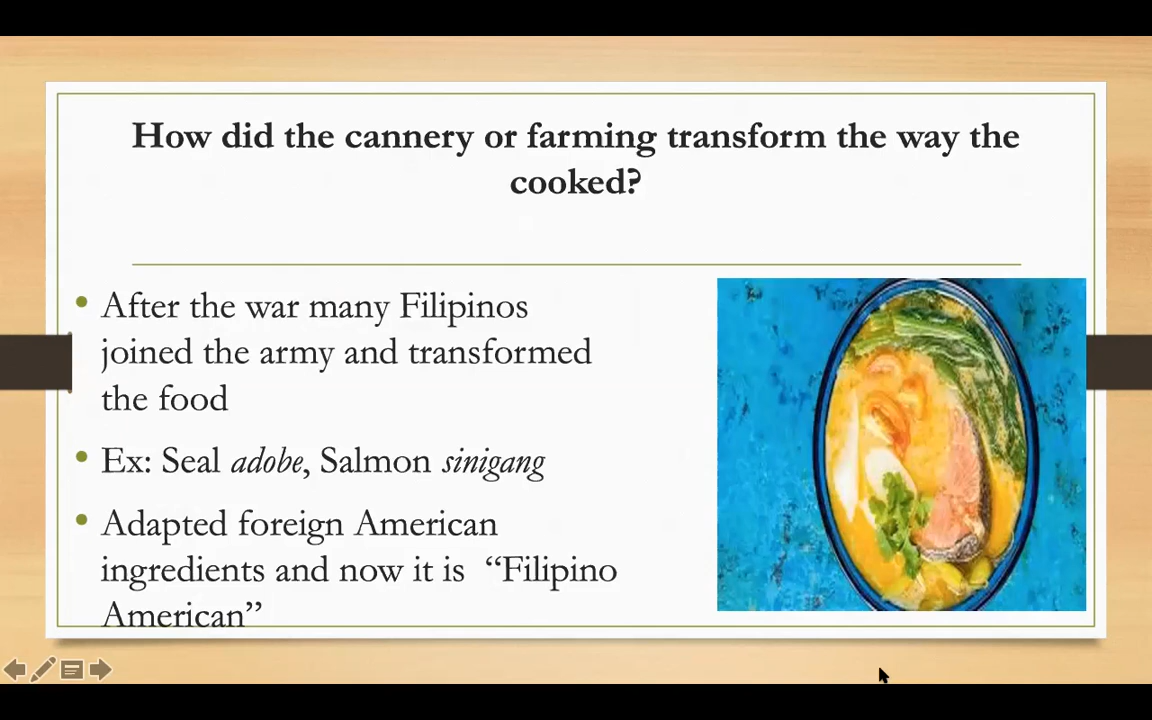 How did the cannery or farming transform the way the
cooked?
• After the war many Filipinos
joined the army and transformed
the food
• Ex: Seal adobe, Salmon sinigang
• Adapted foreign American
ingredients and now it is “Filipino
American”